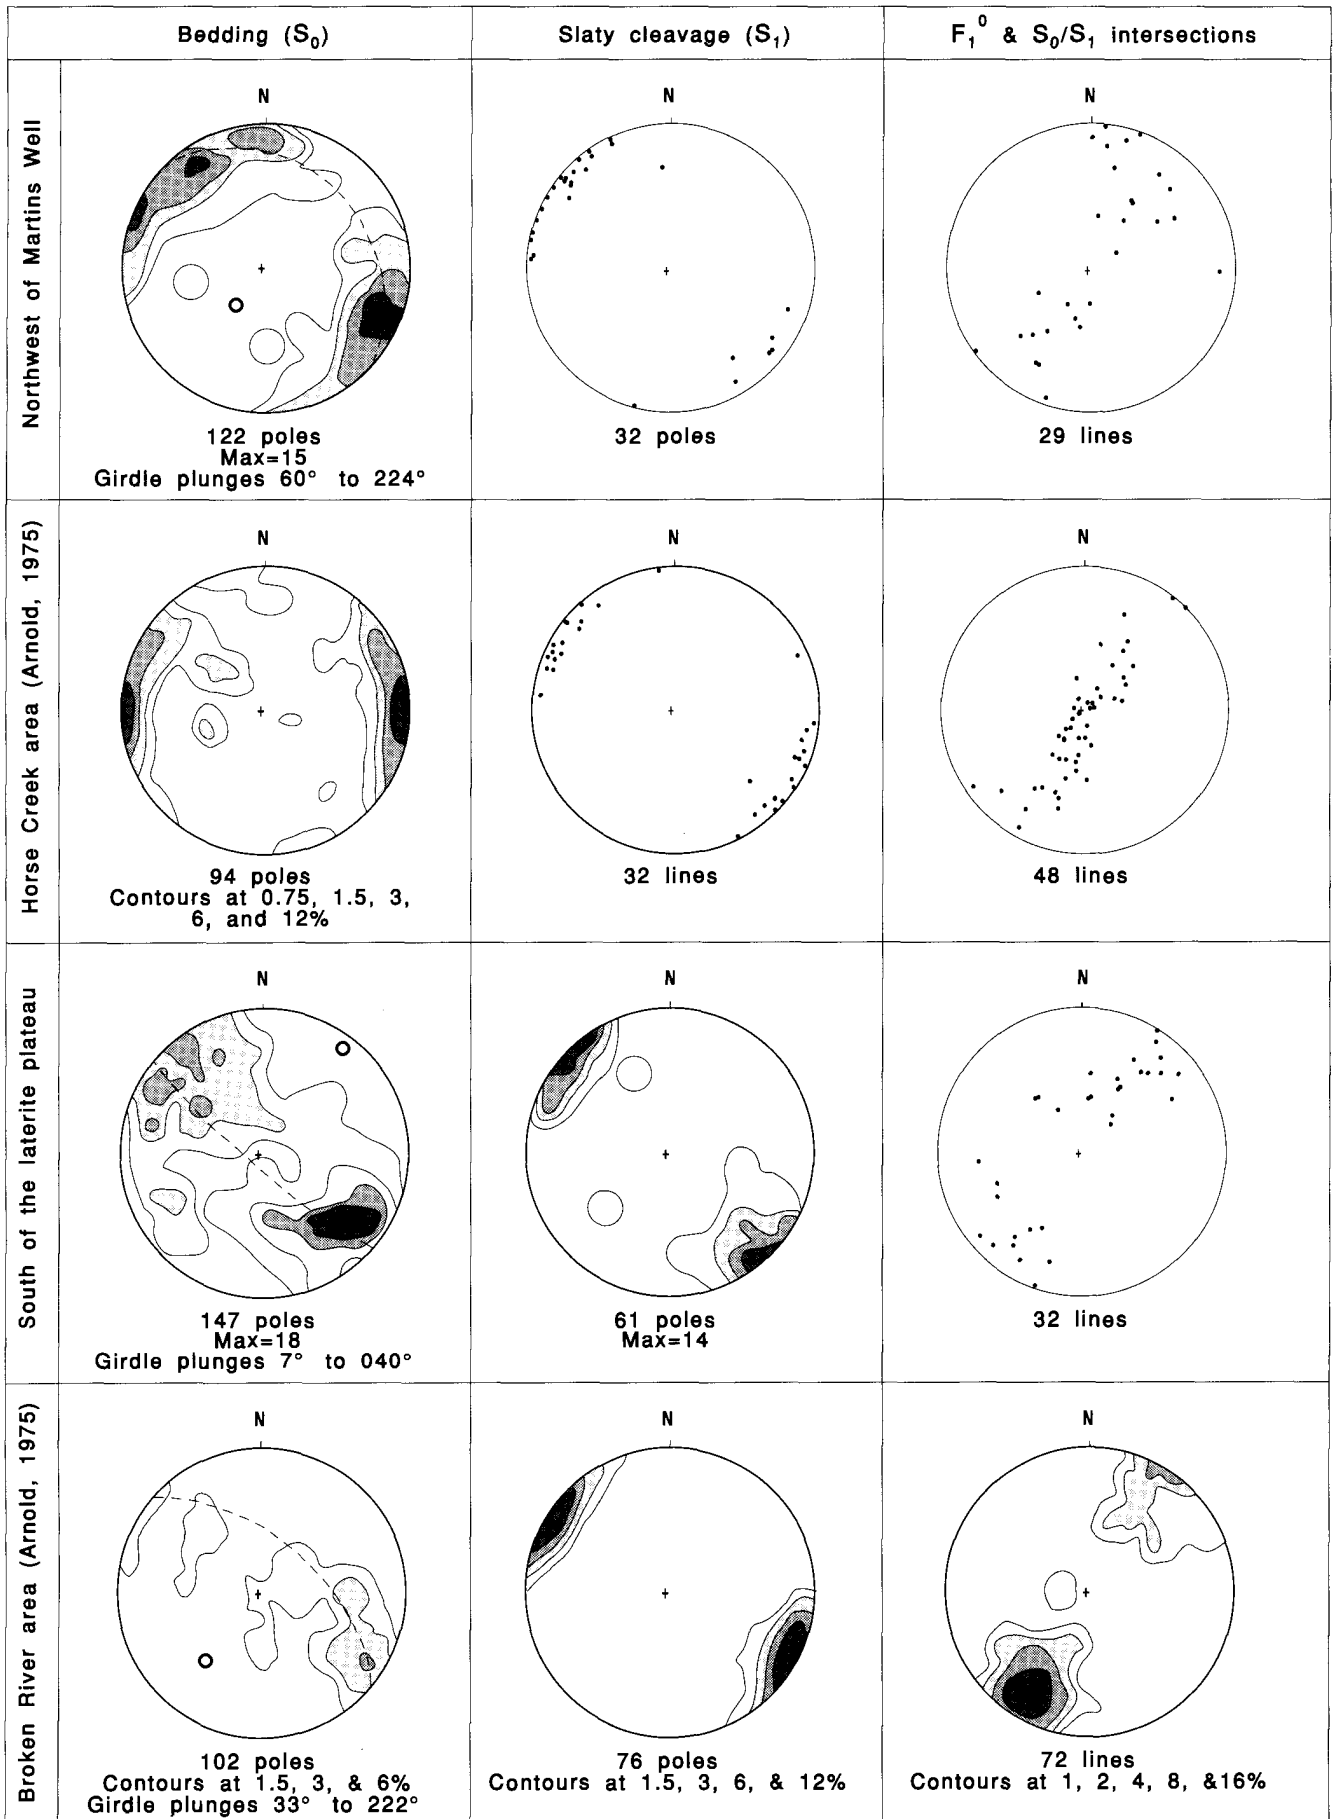 Bedding (S₀)
Slaty cleavage (S₁)
F₁⁰ & S₀/S₁ intersections
Northwest of Martins Well
N
N
N
122 poles
Max=15
Girdle plunges 60° to 224°
32 poles
29 lines
Horse Creek area (Arnold, 1975)
N
N
N
94 poles
Contours at 0.75, 1.5, 3,
6, and 12%
32 lines
48 lines
South of the laterite plateau
N
N
N
147 poles
Max=18
Girdle plunges 7° to 040°
61 poles
Max=14
32 lines
Broken River area (Arnold, 1975)
N
N
N
102 poles
Contours at 1.5, 3, & 6%
Girdle plunges 33° to 222°
76 poles
Contours at 1.5, 3, 6, & 12%
72 lines
Contours at 1, 2, 4, 8, &16%